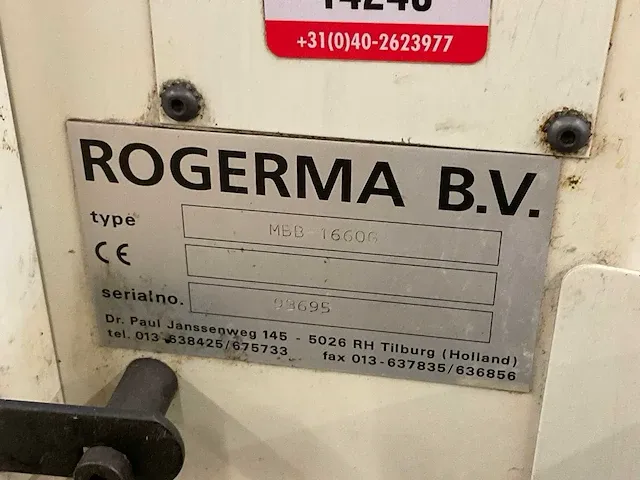 14240
+31(0)40-2623977
ROGERMA B.V.
type MBB 1660G
CE
serialno. 93695
Dr. Paul Janssenweg 145 - 5026 RH Tilburg (Holland)
tel. 013-638425/675733 fax 013-637835/636856